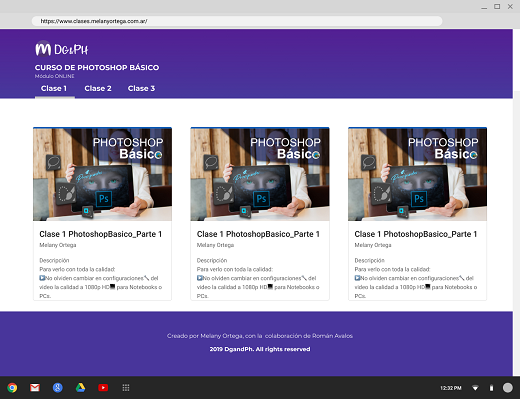 https://www.clases.melanyortega.com.ar/
M DG&PH
CURSO DE PHOTOSHOP BÁSICO
Módulo ONLINE
Clase 1 Clase 2 Clase 3
PHOTOSHOP
Básico
Ps
Clase 1 PhotoshopBasico_Parte 1
Melany Ortega
Descripción
Para verlo con toda la calidad:
No olviden cambiar en configuraciones del
video la calidad a 1080p HD para Notebooks o
PCs.
PHOTOSHOP
Básico
Ps
Clase 1 PhotoshopBasico_Parte 1
Melany Ortega
Descripción
Para verlo con toda la calidad:
No olviden cambiar en configuraciones del
video la calidad a 1080p HD para Notebooks o
PCs.
PHOTOSHOP
Básico
Ps
Clase 1 PhotoshopBasico_Parte 1
Melany Ortega
Descripción
Para verlo con toda la calidad:
No olviden cambiar en configuraciones del
video la calidad a 1080p HD para Notebooks o
PCs.
Creado por Melany Ortega, con la colaboración de Román Avelos
2019 DgandPh. All rights reserved
12:32 PM